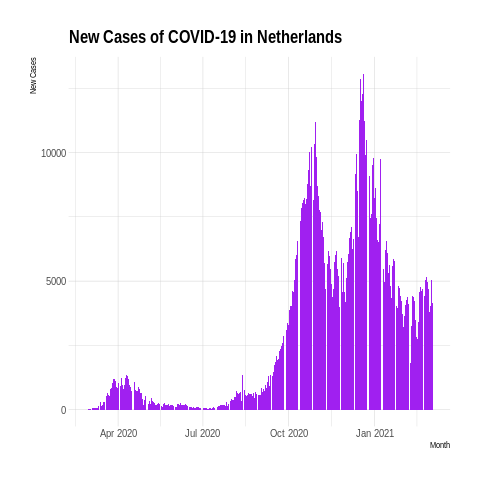 New Cases of COVID-19 in Netherlands
New Cases
10000
5000
0
Apr 2020 Jul 2020 Oct 2020 Jan 2021
Month